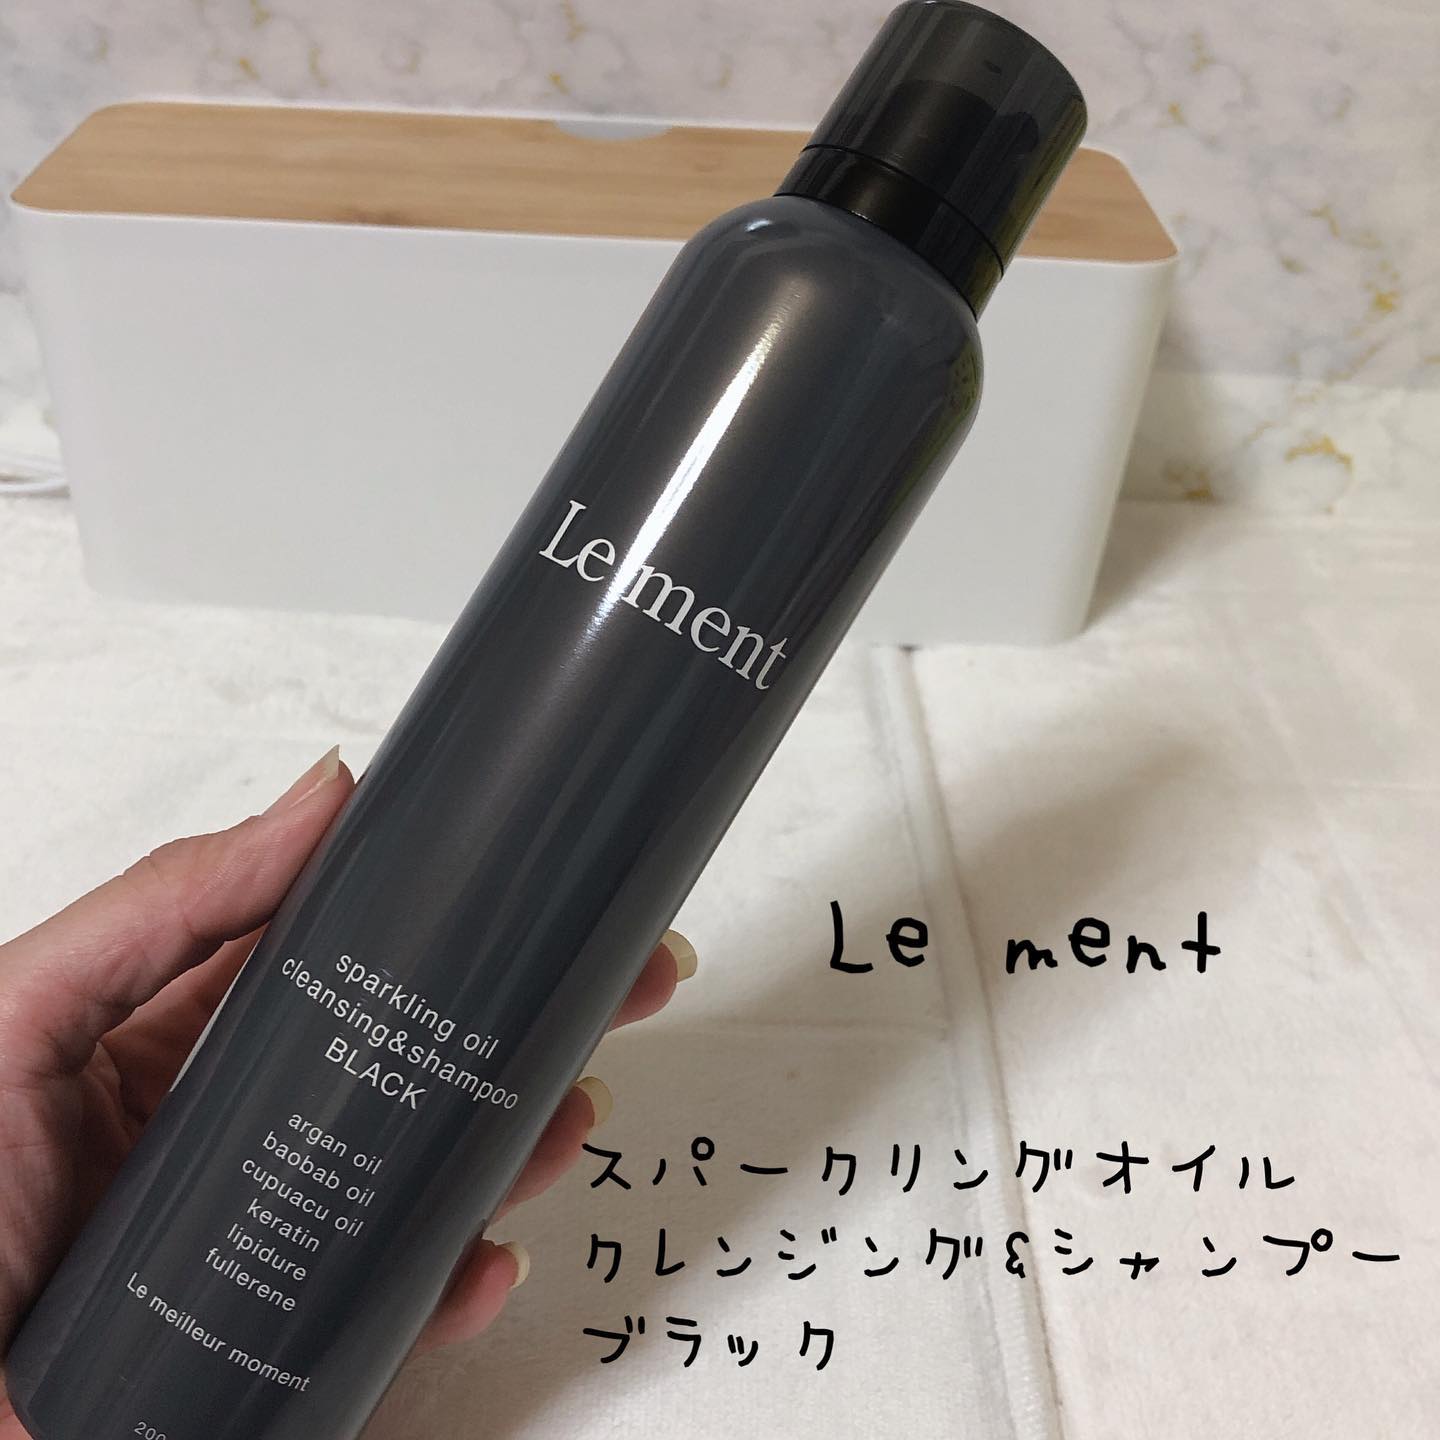 Le ment
sparkling oil
cleansing&shampoo
BLACK
argan oil
baobab oil
cupuacu oil
keratin
lipidure
fullerene
Le meilleur moment
200
Le ment
スパークリングオイル
クレンジング&シャンプー
ブラック